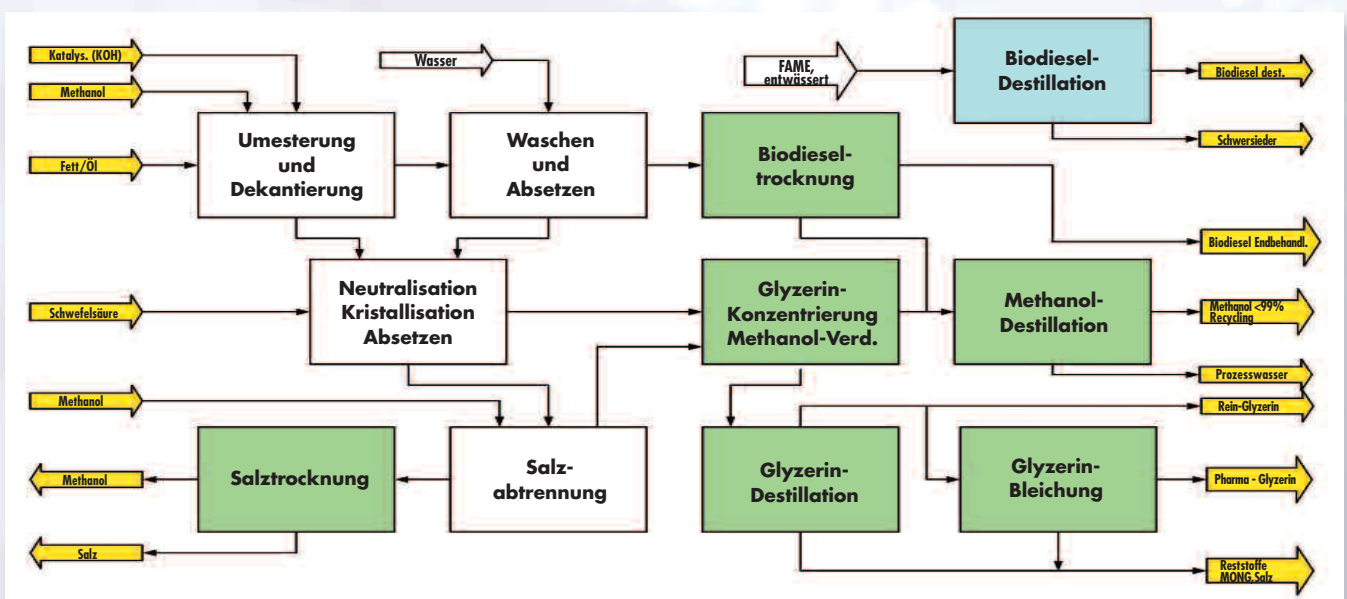 Katalys. (KOH)
Methanol
Fett/Öl
Wasser
FAME,
entwässert
Biodiesel-
Destillation
Biodiesel dest.
Schwersieder
Umesterung
und
Dekantierung
Waschen
und
Absetzen
Biodiesel-
trocknung
Biodiesel Endbehandl.
Schwefelsäure
Neutralisation
Kristallisation
Absetzen
Glyzerin-
Konzentrierung
Methanol-Verd.
Methanol-
Destillation
Methanol <99%
Recycling
Prozesswasser
Methanol
Rein-Glyzerin
Methanol
Salztrocknung
Salz-
abtrennung
Glyzerin-
Destillation
Glyzerin-
Bleichung
Pharma - Glyzerin
Salz
Reststoffe
MONG,Salz